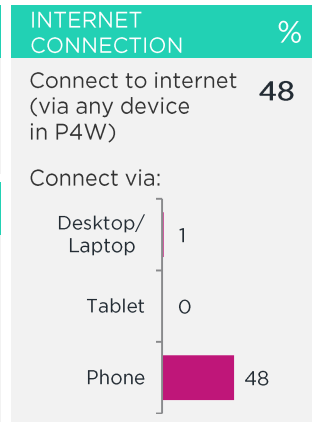 INTERNET
CONNECTION
%
Connect to internet
(via any device
in P4W)
48
Connect via:
Desktop/
Laptop
1
Tablet
0
Phone
48